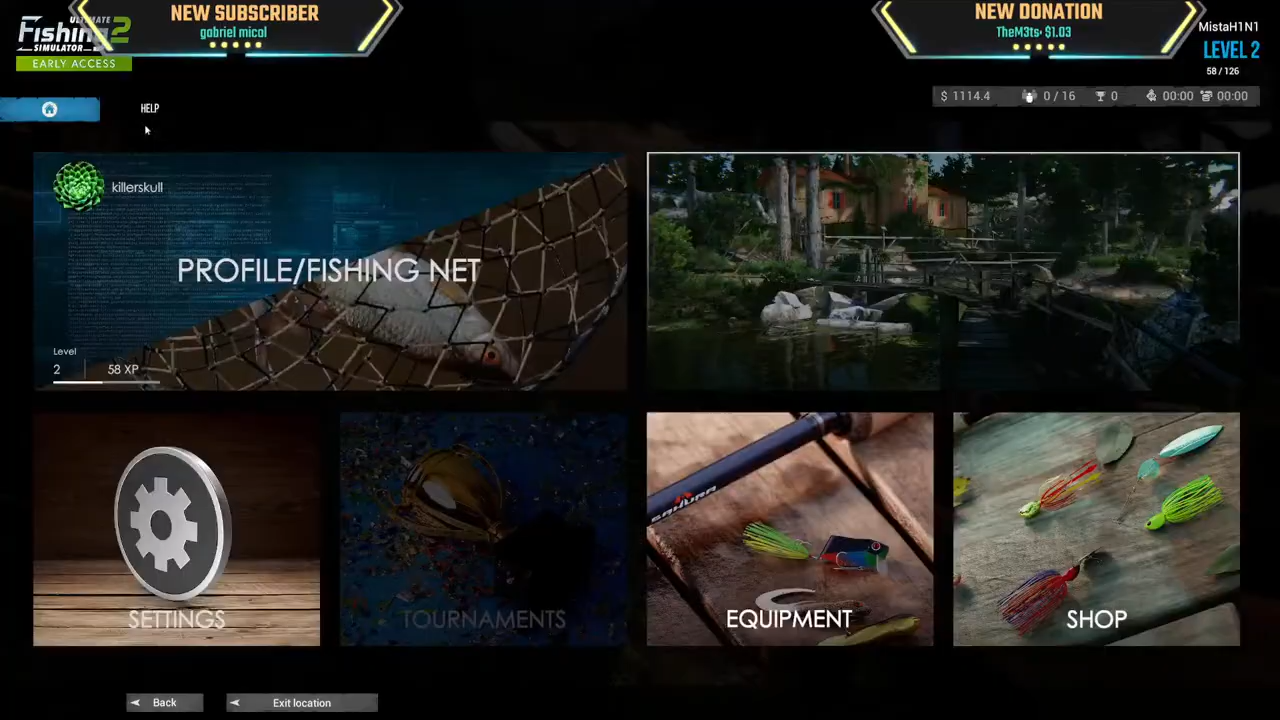 NEW SUBSCRIBER
gabriel micol
NEW DONATION
TheM3ts• $1.03
ULTIMATE
Fishing 2
SIMULATOR
EARLY ACCESS
MistaH1N1
LEVEL 2
58 / 126
$ 1114.4
0 / 16
0
00:00
00:00
HELP
killerskull
PROFILE/FISHING NET
Level
2
58 XP
SETTINGS
TOURNAMENTS
SAKURA
EQUIPMENT
SHOP
Back
Exit location